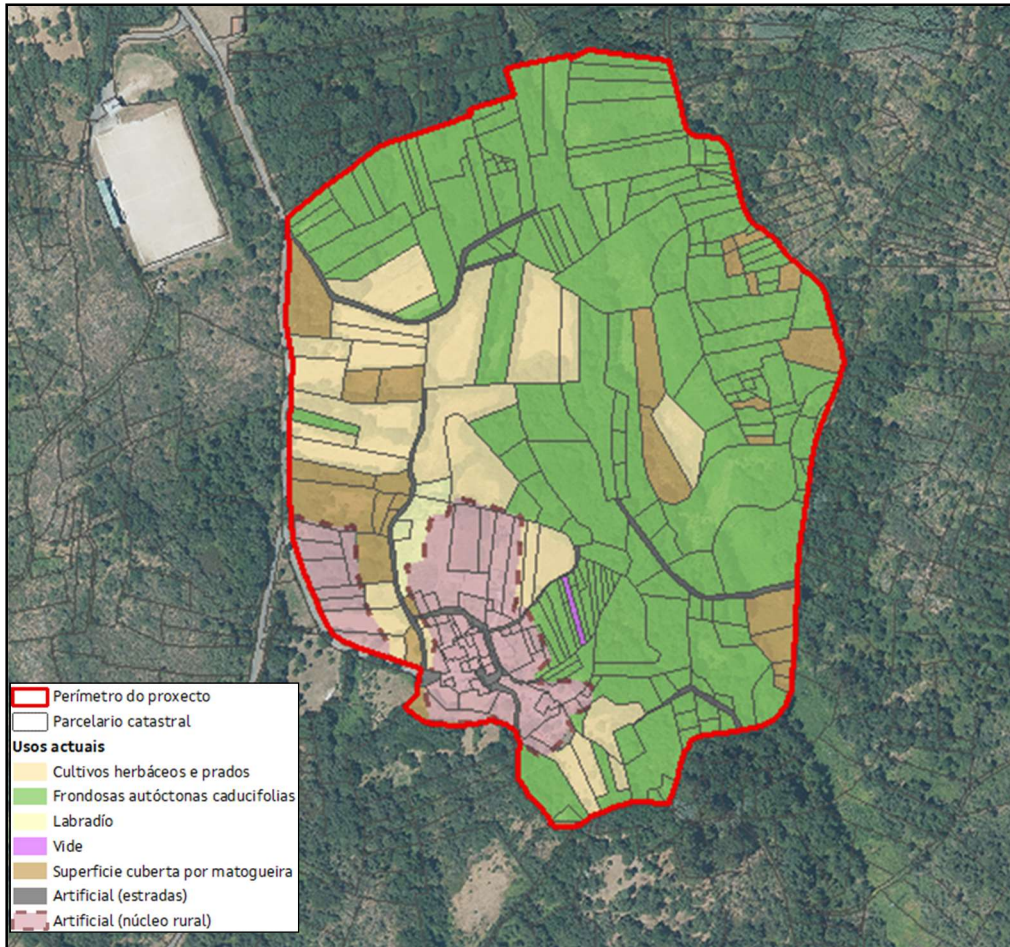 Perímetro do proxecto
Parcelario catastral
Usos actuais
Cultivos herbáceos e prados
Frondosas autóctonas caducifolias
Labradío
Vide
Superficie cuberta por matogueira
Artificial (estradas)
Artificial (núcleo rural)